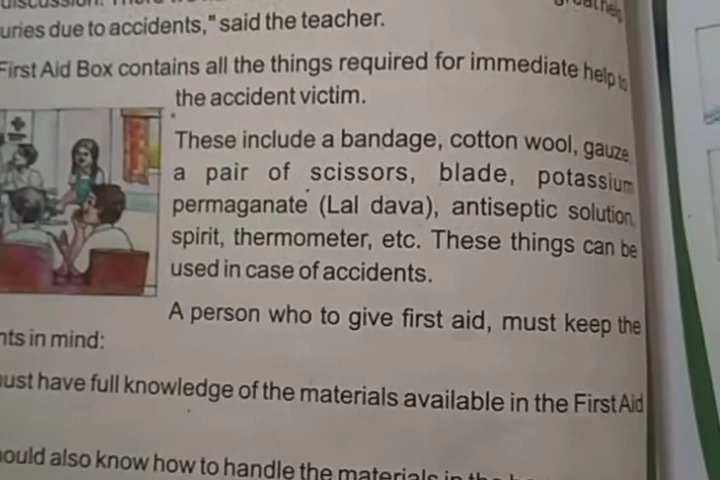 uries due to accidents," said the teacher.
First Aid Box contains all the things required for immediate help to
the accident victim.
These include a bandage, cotton wool, gauze,
a pair of scissors, blade, potassium
permaganate (Lal dava), antiseptic solution,
spirit, thermometer, etc. These things can be
used in case of accidents.
A person who to give first aid, must keep the
nts in mind:
ust have full knowledge of the materials available in the First Aid
ould also know how to handle the materials in the